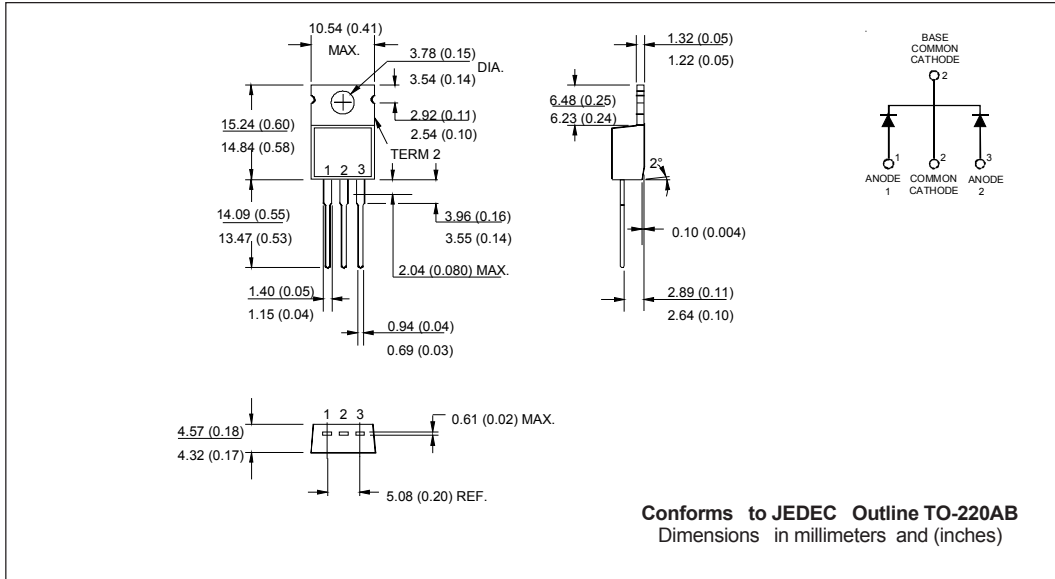 10.54 (0.41)
MAX.
3.78 (0.15)
3.54 (0.14)
DIA.
2.92 (0.11)
2.54 (0.10)
TERM 2
15.24 (0.60)
14.84 (0.58)
1 2 3
14.09 (0.55)
13.47 (0.53)
3.96 (0.16)
3.55 (0.14)
2.04 (0.080) MAX.
1.40 (0.05)
1.15 (0.04)
0.94 (0.04)
0.69 (0.03)
1.32 (0.05)
1.22 (0.05)
6.48 (0.25)
6.23 (0.24)
2°
0.10 (0.004)
2.89 (0.11)
2.64 (0.10)
BASE
COMMON
CATHODE
2
1 2 3
ANODE COMMON ANODE
1 CATHODE 2
1 2 3
4.57 (0.18)
4.32 (0.17)
0.61 (0.02) MAX.
5.08 (0.20) REF.
Conforms to JEDEC Outline TO-220AB
Dimensions in millimeters and (inches)